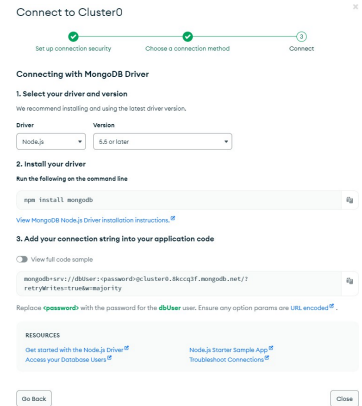 Connect to Cluster0
Set up connection security
Choose a connection method
3
Connect
Connecting with MongoDB Driver
1. Select your driver and version
We recommend installing and using the latest driver version.
Driver
Version
Node.js
5.5 or later
2. Install your driver
Run the following on the command line
npm install mongodb
View MongoDB Node.js Driver installation instructions.
3. Add your connection string into your application code
View full code sample
mongodb+srv://dbUser:<password>@cluster0.8kccq3f.mongodb.net/?
retryWrites=true&w=majority
Replace <password> with the password for the dbUser user. Ensure any option params are URL encoded .
RESOURCES
Get started with the Node.js Driver
Node.js Starter Sample App
Access your Database Users
Troubleshoot Connections
Go Back
Close